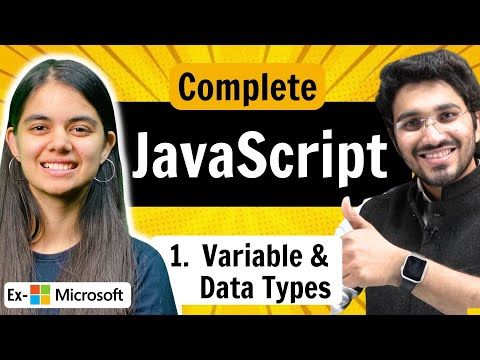 Complete
JavaScript
1. Variable &
Data Types
Ex- Microsoft